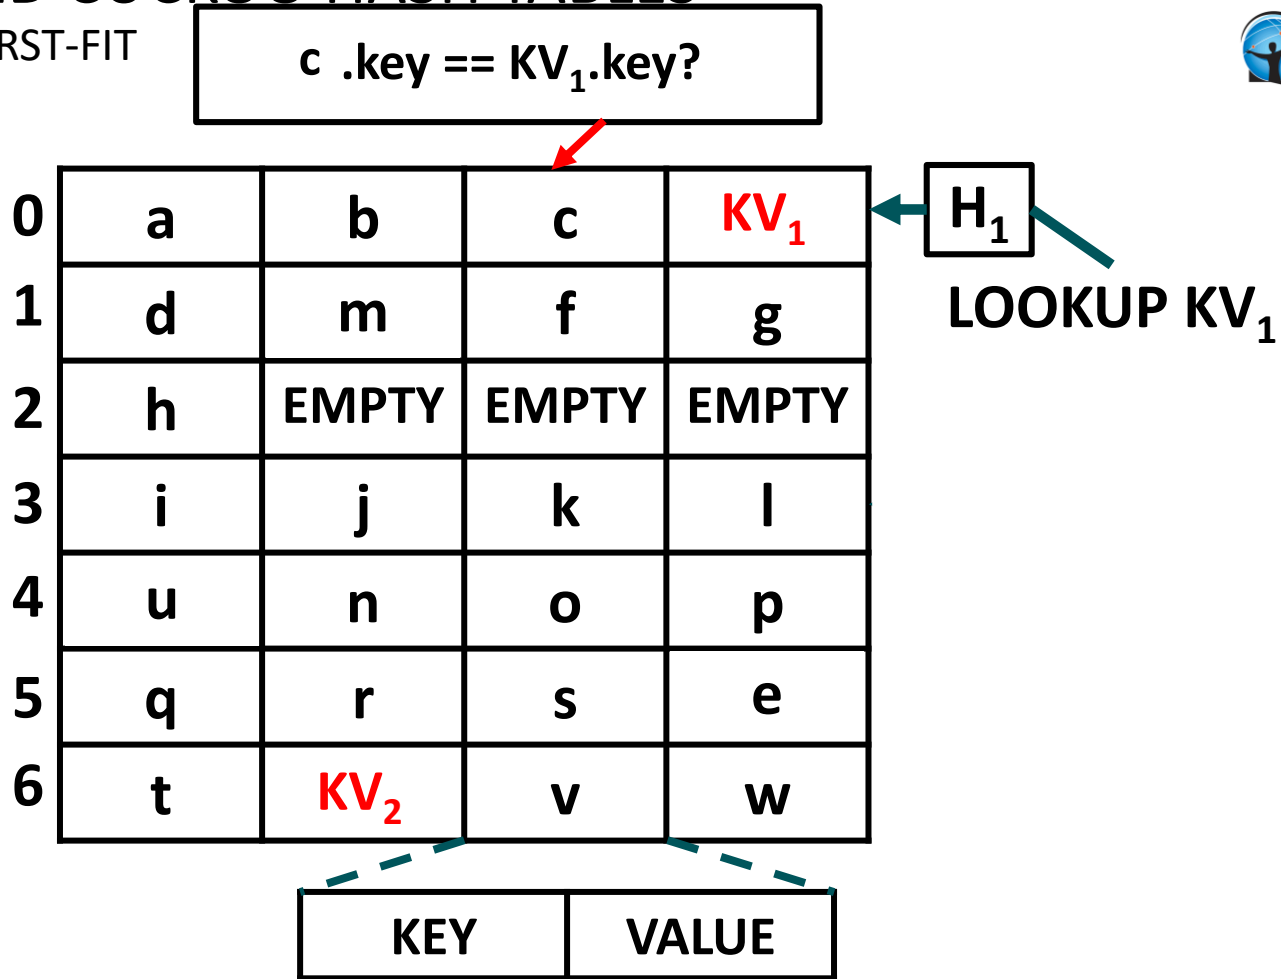 RST-FIT
c .key == KV₁.key?
0 a b c KV₁
H₁
1 d m f g
LOOKUP KV₁
2 h EMPTY EMPTY EMPTY
3 i j k l
4 u n o p
5 q r s e
6 t KV₂ v w
KEY VALUE